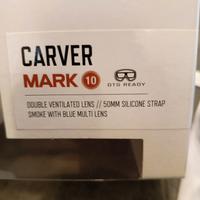 CARVER
MARK 10
OTG READY
DOUBLE VENTILATED LENS // 50MM SILICONE STRAP
SMOKE WITH BLUE MULTI LENS